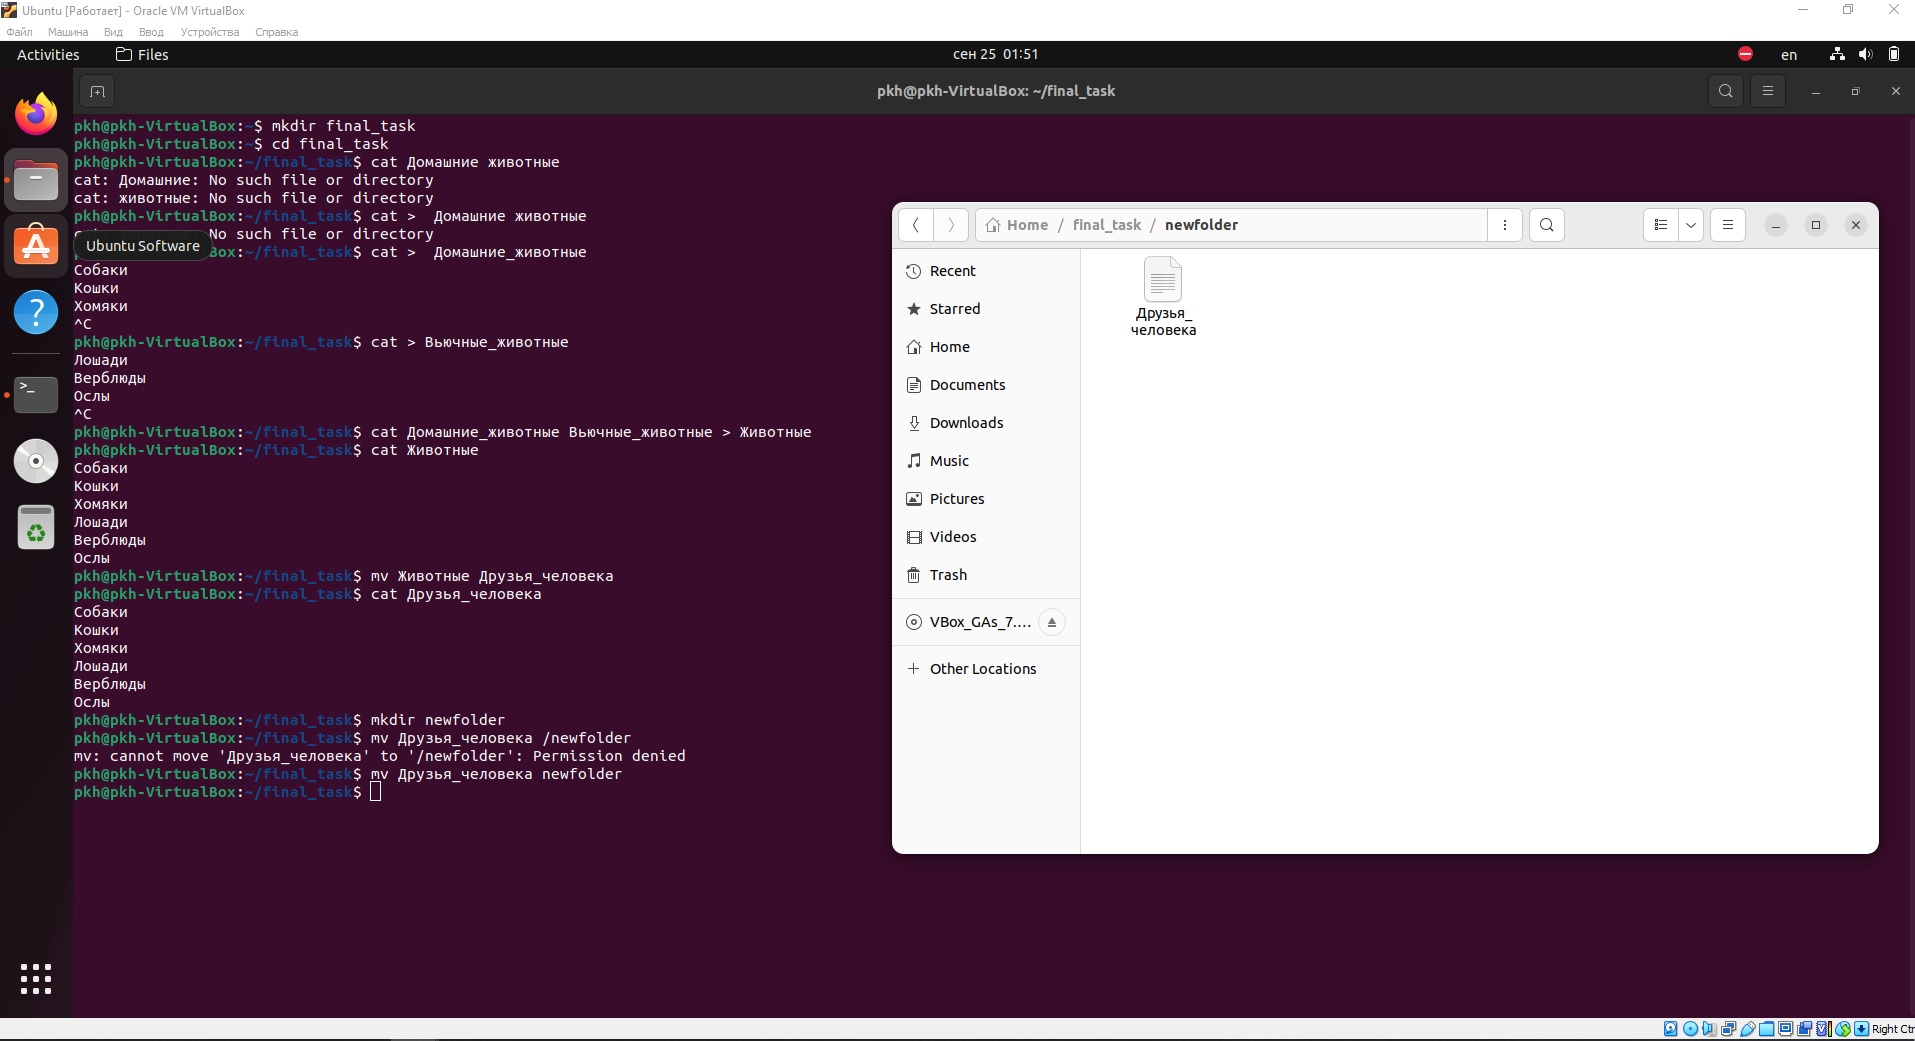 Ubuntu [Работает] - Oracle VM VirtualBox
Файл Машина Вид Ввод Устройства Справка
Activities Files сен 25 01:51 en
pkh@pkh-VirtualBox: ~/final_task
pkh@pkh-VirtualBox:~$ mkdir final_task
pkh@pkh-VirtualBox:~$ cd final_task
pkh@pkh-VirtualBox:~/final_task$ cat Домашние животные
cat: Домашние: No such file or directory
cat: животные: No such file or directory
pkh@pkh-VirtualBox:~/final_task$ cat >  Домашние животные
No such file or directory
Box:~/final_task$ cat >  Домашние_животные
Ubuntu Software
Собаки
Кошки
Хомяки
^C
pkh@pkh-VirtualBox:~/final_task$ cat > Вьючные_животные
Лошади
Верблюды
Ослы
^C
pkh@pkh-VirtualBox:~/final_task$ cat Домашние_животные Вьючные_животные > Животные
pkh@pkh-VirtualBox:~/final_task$ cat Животные
Собаки
Кошки
Хомяки
Лошади
Верблюды
Ослы
pkh@pkh-VirtualBox:~/final_task$ mv Животные Друзья_человека
pkh@pkh-VirtualBox:~/final_task$ cat Друзья_человека
Собаки
Кошки
Хомяки
Лошади
Верблюды
Ослы
pkh@pkh-VirtualBox:~/final_task$ mkdir newfolder
pkh@pkh-VirtualBox:~/final_task$ mv Друзья_человека /newfolder
mv: cannot move 'Друзья_человека' to '/newfolder': Permission denied
pkh@pkh-VirtualBox:~/final_task$ mv Друзья_человека newfolder
pkh@pkh-VirtualBox:~/final_task$
Home / final_task / newfolder
Recent
Starred
Home
Documents
Downloads
Music
Pictures
Videos
Trash
VBox_GAs_7....
Other Locations
Друзья_
человека
Right Ctr